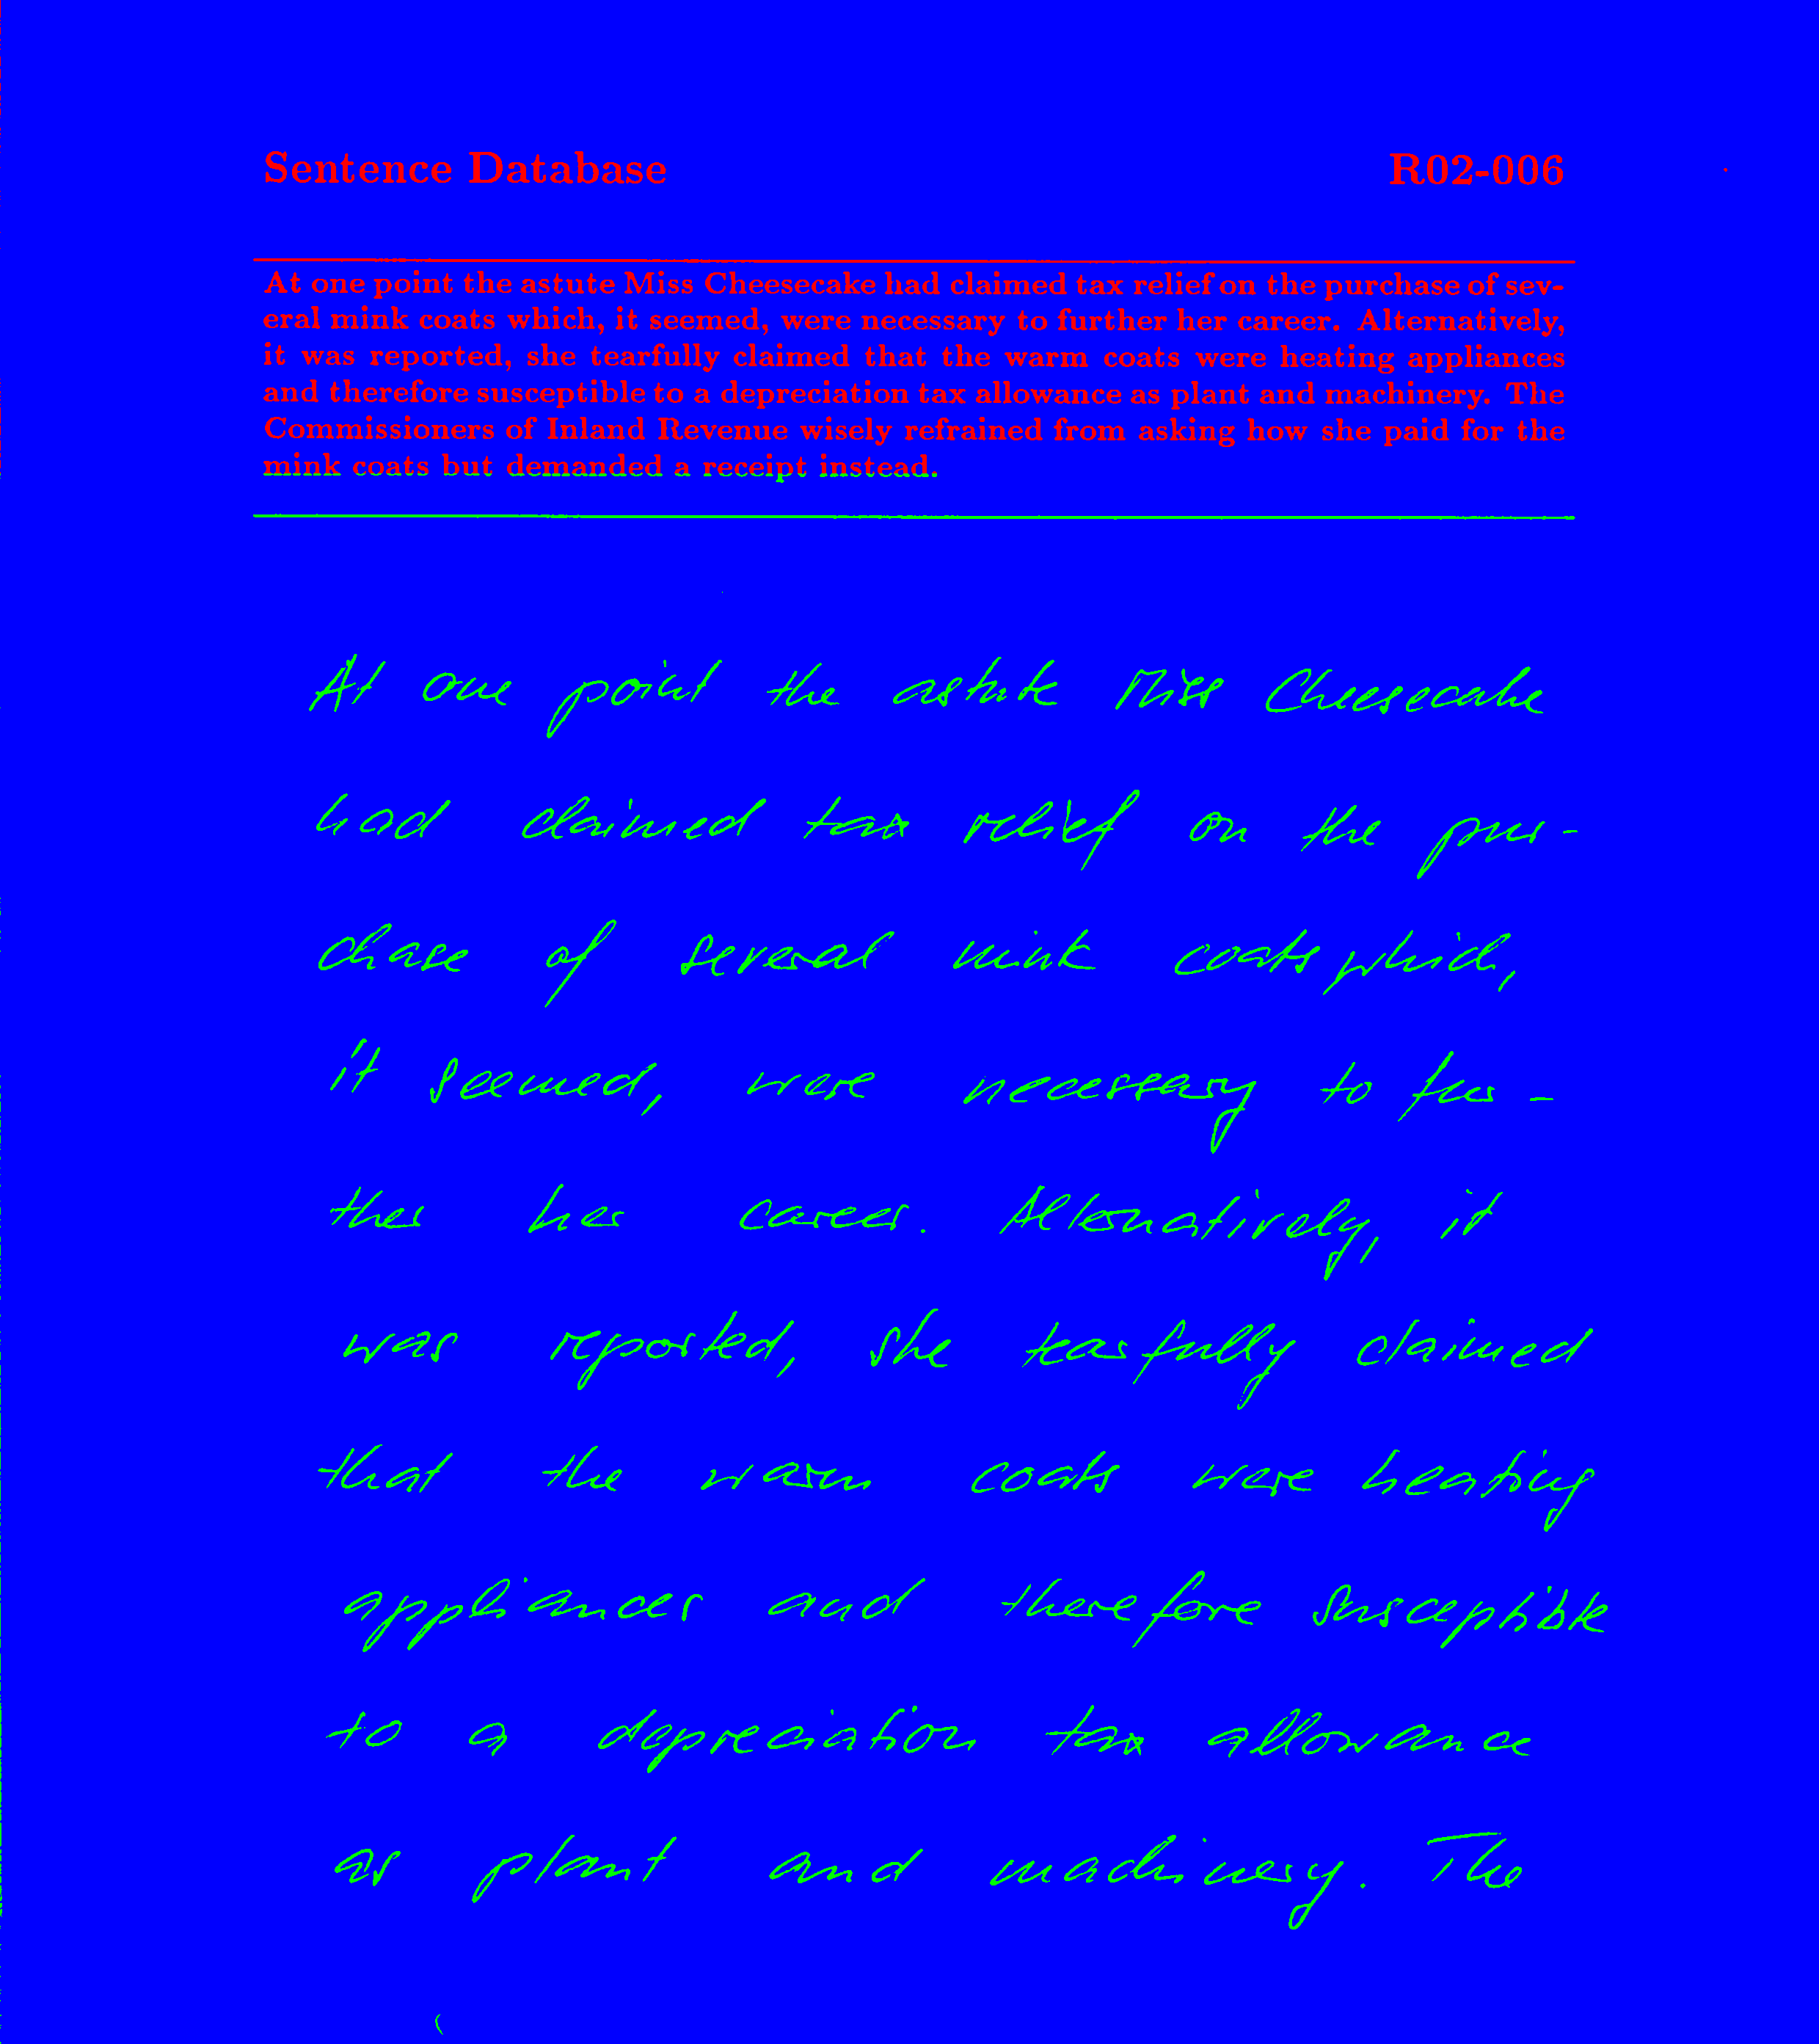 Sentence Database R02-006
At one point the astute Miss Cheesecake had claimed tax relief on the purchase of sev-
eral mink coats which, it seemed, were necessary to further her career. Alternatively,
it was reported, she tearfully claimed that the warm coats were heating appliances
and therefore susceptible to a depreciation tax allowance as plant and machinery. The
Commissioners of Inland Revenue wisely refrained from asking how she paid for the
mink coats but demanded a receipt instead.
At one point the astute Miss Cheesecake
had claimed tax relief on the pur-
chase of several mink coats which,
it seemed, were necessary to fur-
ther her career. Alternatively, it
was reported, she tearfully claimed
that the warm coats were heating
appliances and therefore susceptible
to a depreciation tax allowance
as plant and machinery. The